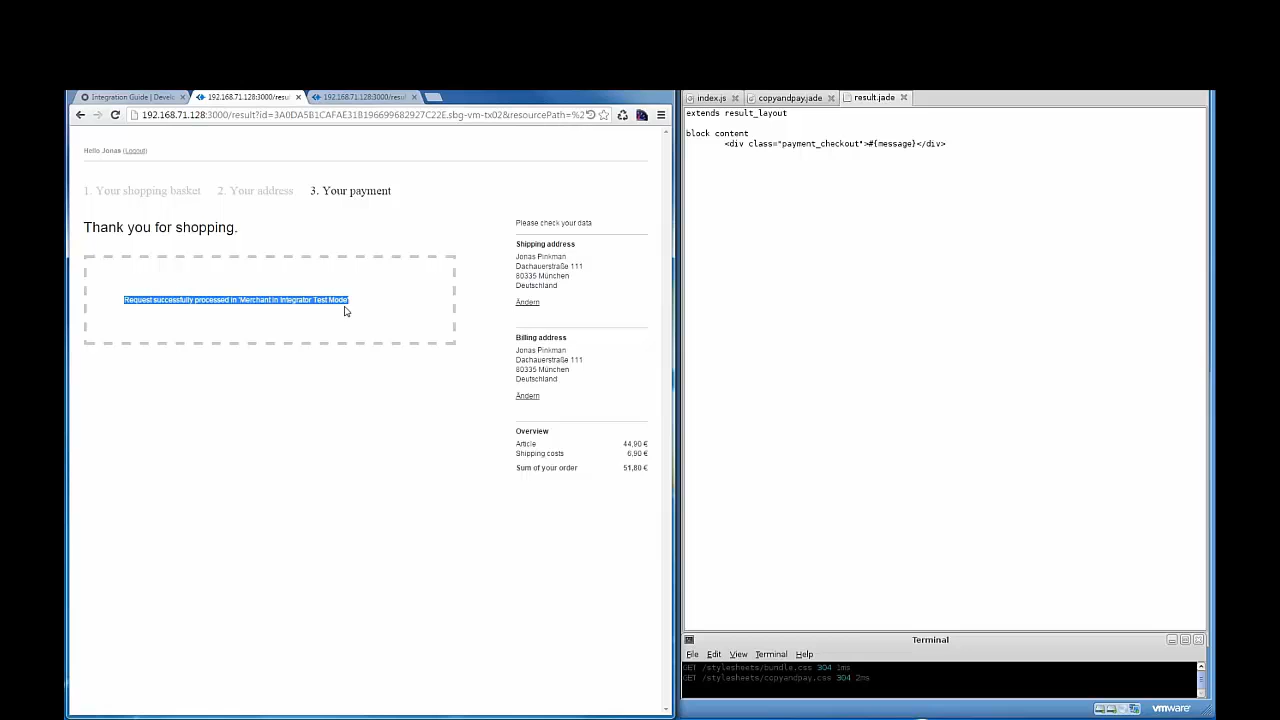 Integration Guide | Develo
192.168.71.128:3000/resul
192.168.71.128:3000/resul
192.168.71.128:3000/result?id=3A0DA5B1CAFAE31B196699682927C22E.sbg-vm-tx02&resourcePath=%2
Hello Jonas (Logout)
1. Your shopping basket 2. Your address 3. Your payment
Thank you for shopping.
Request successfully processed in 'Merchant in Integrator Test Mode'
Please check your data
Shipping address
Jonas Pinkman
Dachauerstraße 111
80335 München
Deutschland
Ändern
Billing address
Jonas Pinkman
Dachauerstraße 111
80335 München
Deutschland
Ändern
Overview
Article 44,90 €
Shipping costs 6,90 €
Sum of your order 51,80 €
index.js
copyandpay.jade
result.jade
extends result_layout
block content
<div class="payment_checkout">#{message}</div>
Terminal
File Edit View Terminal Help
GET /stylesheets/bundle.css 304 1ms
GET /stylesheets/copyandpay.css 304 2ms
vmware